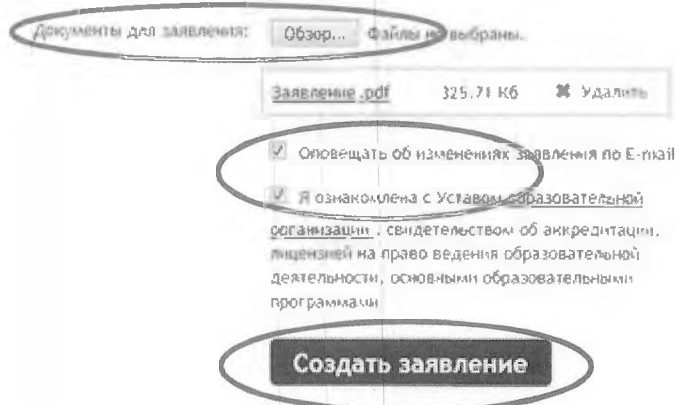 Документы для заявления: Обзор... Файлы не выбраны.
Заявление .pdf 325.71 Кб ✖ Удалить
Оповещать об изменениях заявления по E-mail
Я ознакомлена с Уставом образовательной
организации , свидетельством об аккредитации,
лицензией на право ведения образовательной
деятельности, основными образовательными
программами
Создать заявление